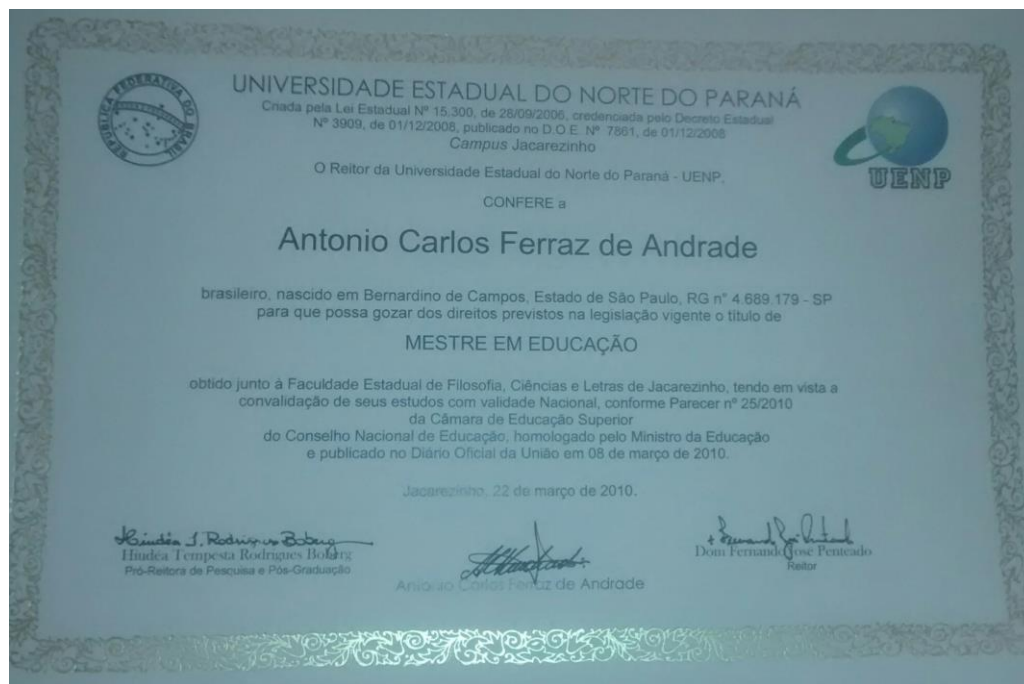 UNIVERSIDADE ESTADUAL DO NORTE DO PARANÁ
Criada pela Lei Estadual Nº 15.300, de 28/09/2006, credenciada pelo Decreto Estadual
Nº 3909, de 01/12/2008, publicado no D.O.E. Nº 7861, de 01/12/2008
Campus Jacarezinho
REPÚBLICA FEDERATIVA DO BRASIL
UENP
O Reitor da Universidade Estadual do Norte do Paraná - UENP,
CONFERE a
Antonio Carlos Ferraz de Andrade
brasileiro, nascido em Bernardino de Campos, Estado de São Paulo, RG n° 4.689.179 - SP
para que possa gozar dos direitos previstos na legislação vigente o título de
MESTRE EM EDUCAÇÃO
obtido junto à Faculdade Estadual de Filosofia, Ciências e Letras de Jacarezinho, tendo em vista a
convalidação de seus estudos com validade Nacional, conforme Parecer nº 25/2010
da Câmara de Educação Superior
do Conselho Nacional de Educação, homologado pelo Ministro da Educação
e publicado no Diário Oficial da União em 08 de março de 2010.
Jacarezinho, 22 de março de 2010.
Hiudéa T. Rodrigues Boberg
Hiudéa Tempesta Rodrigues Boberg
Pró-Reitora de Pesquisa e Pós-Graduação
Antonio Carlos Ferraz de Andrade
Dom Fernando José Penteado
Reitor